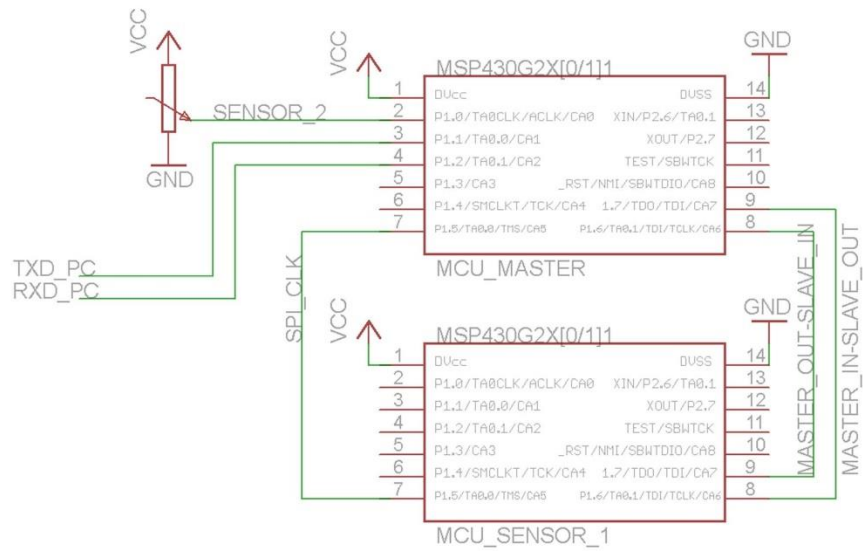 VCC
SENSOR_2
GND
TXD_PC
RXD_PC
VCC
GND
MSP430G2X[0/1]1
1 DVcc DVSS 14
2 P1.0/TA0CLK/ACLK/CA0 XIN/P2.6/TA0.1 13
3 P1.1/TA0.0/CA1 XOUT/P2.7 12
4 P1.2/TA0.1/CA2 TEST/SBWTCK 11
5 P1.3/CA3 _RST/NMI/SBWTDIO/CA8 10
6 P1.4/SMCLKT/TCK/CA4 1.7/TDO/TDI/CA7 9
7 P1.5/TA0.0/TMS/CA5 P1.6/TA0.1/TDI/TCLK/CA6 8
MCU_MASTER
SPI_CLK
MASTER_OUT-SLAVE_IN
MASTER_IN-SLAVE_OUT
VCC
GND
MSP430G2X[0/1]1
1 DVcc DVSS 14
2 P1.0/TA0CLK/ACLK/CA0 XIN/P2.6/TA0.1 13
3 P1.1/TA0.0/CA1 XOUT/P2.7 12
4 P1.2/TA0.1/CA2 TEST/SBWTCK 11
5 P1.3/CA3 _RST/NMI/SBWTDIO/CA8 10
6 P1.4/SMCLKT/TCK/CA4 1.7/TDO/TDI/CA7 9
7 P1.5/TA0.0/TMS/CA5 P1.6/TA0.1/TDI/TCLK/CA6 8
MCU_SENSOR_1